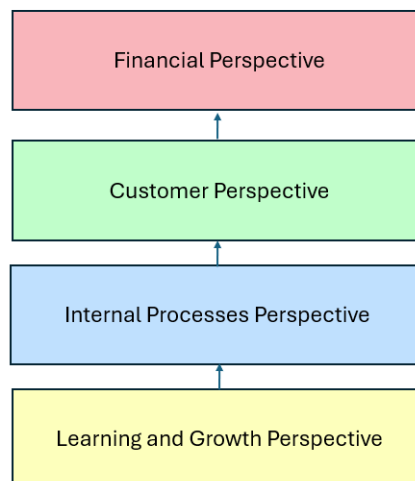 Financial Perspective
Customer Perspective
Internal Processes Perspective
Learning and Growth Perspective